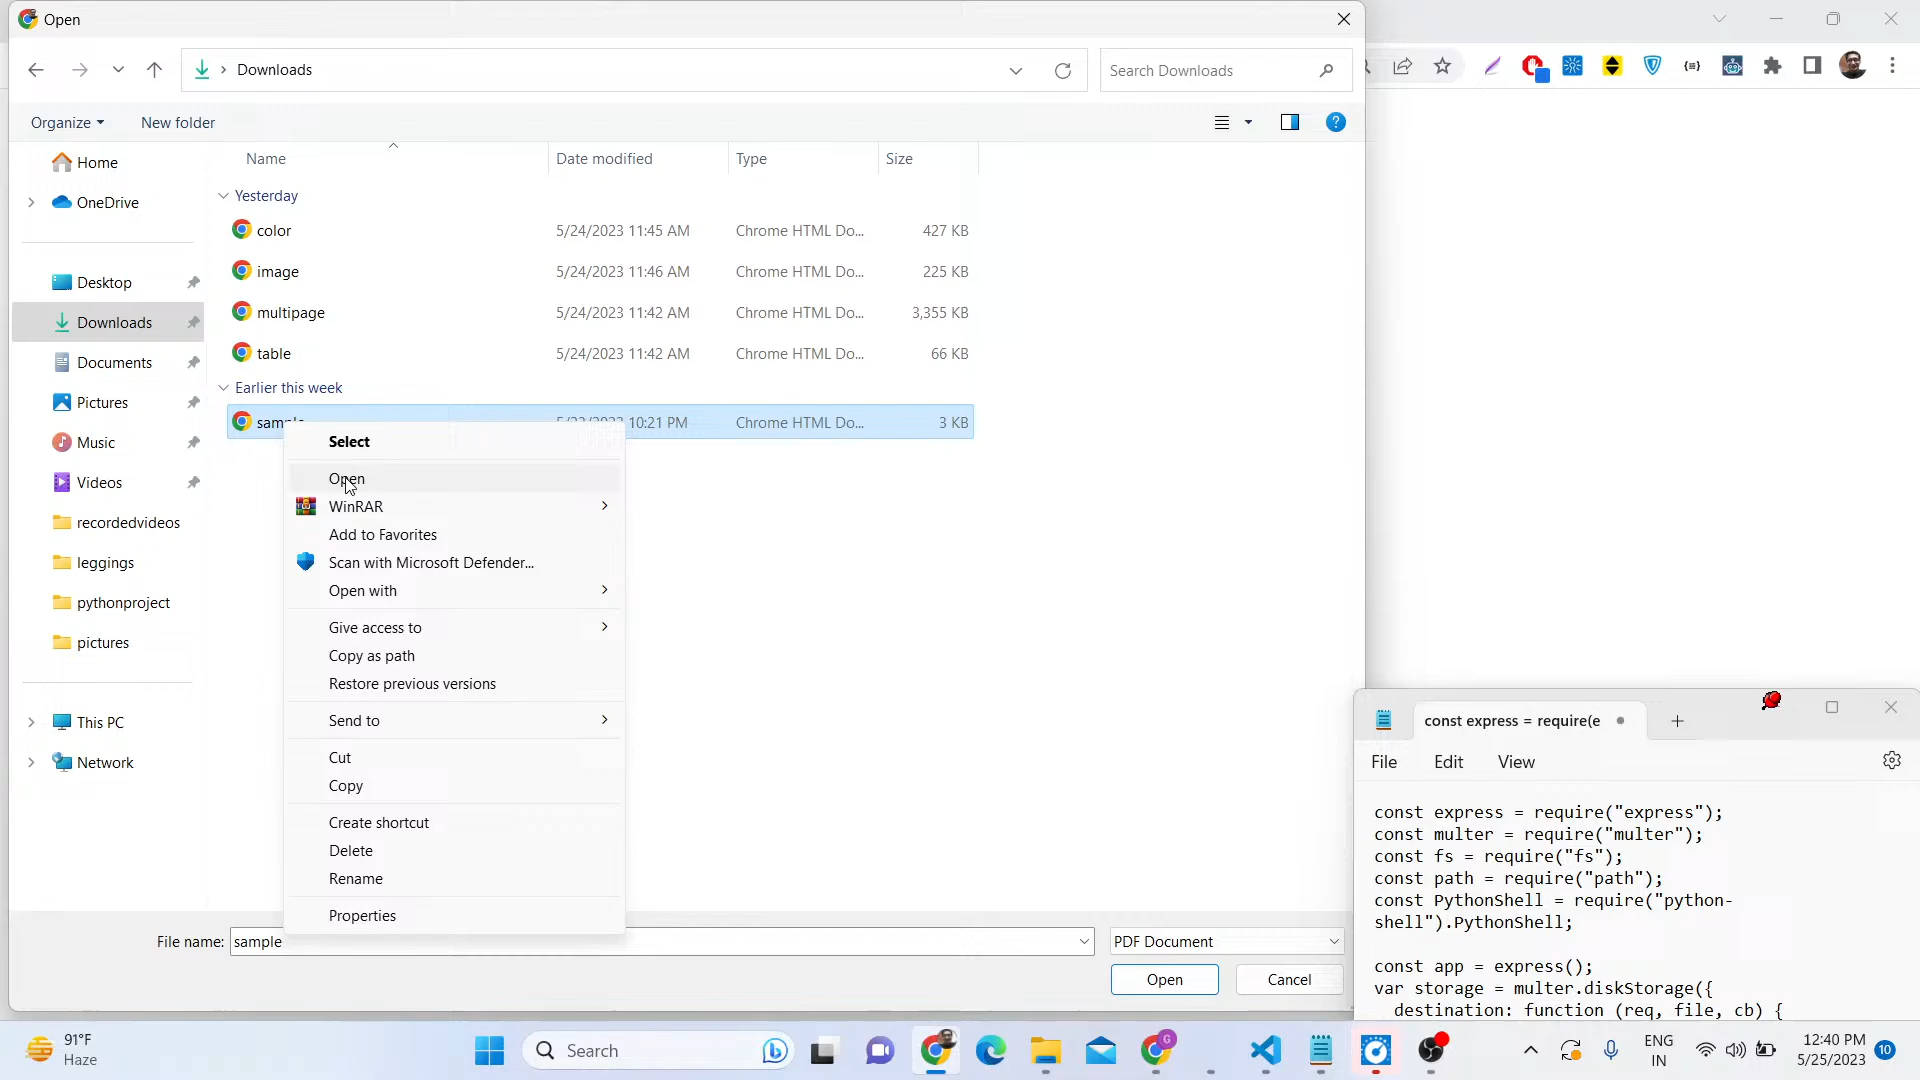 Open
Downloads
Search Downloads
Organize
New folder
Home
OneDrive
Desktop
Downloads
Documents
Pictures
Music
Videos
recordedvideos
leggings
pythonproject
pictures
This PC
Network
Name Date modified Type Size
Yesterday
color 5/24/2023 11:45 AM Chrome HTML Do... 427 KB
image 5/24/2023 11:46 AM Chrome HTML Do... 225 KB
multipage 5/24/2023 11:42 AM Chrome HTML Do... 3,355 KB
table 5/24/2023 11:42 AM Chrome HTML Do... 66 KB
Earlier this week
10:21 PM Chrome HTML Do... 3 KB
Select
Open
WinRAR
Add to Favorites
Scan with Microsoft Defender...
Open with
Give access to
Copy as path
Restore previous versions
Send to
Cut
Copy
Create shortcut
Delete
Rename
Properties
File name: sample
PDF Document
Open
Cancel
const express = require(e
File Edit View
const express = require("express");
const multer = require("multer");
const fs = require("fs");
const path = require("path");
const PythonShell = require("python-
shell").PythonShell;
const app = express();
var storage = multer.diskStorage({
destination: function (req, file, cb) {
91°F
Haze
Search
G
ENG
IN
12:40 PM
5/25/2023
10